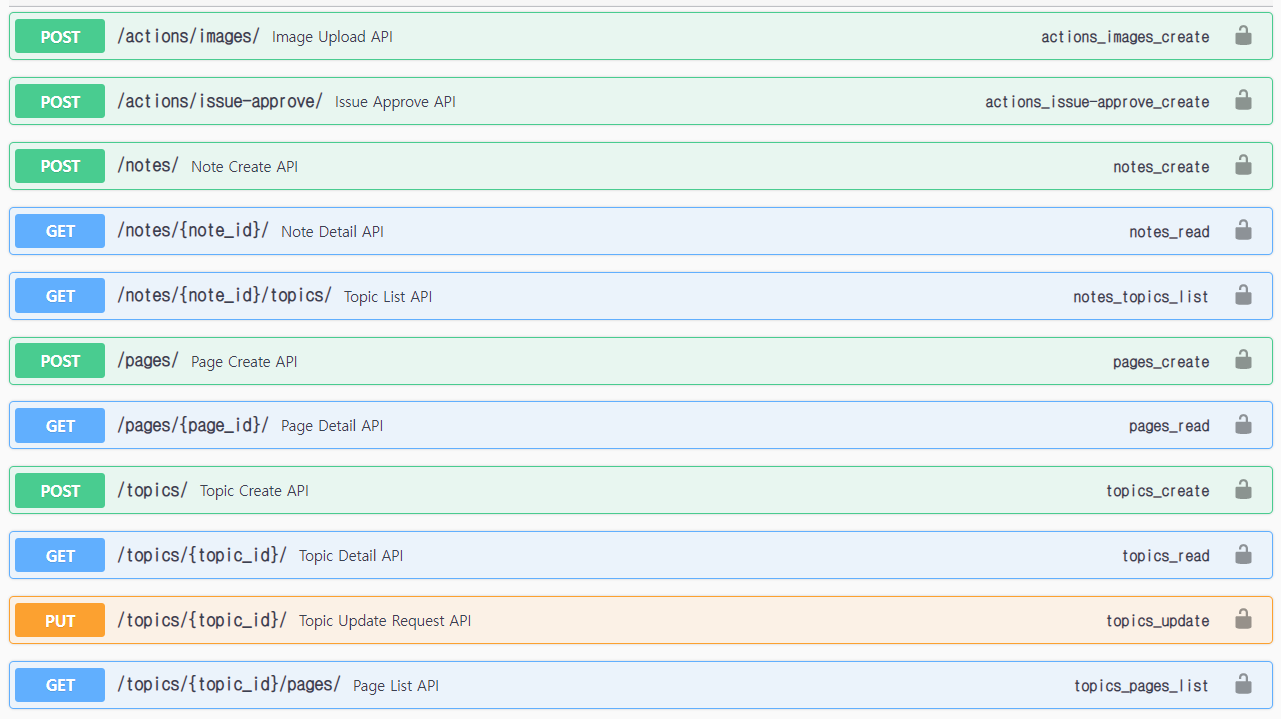 POST /actions/images/ Image Upload API actions_images_create
POST /actions/issue-approve/ Issue Approve API actions_issue-approve_create
POST /notes/ Note Create API notes_create
GET /notes/{note_id}/ Note Detail API notes_read
GET /notes/{note_id}/topics/ Topic List API notes_topics_list
POST /pages/ Page Create API pages_create
GET /pages/{page_id}/ Page Detail API pages_read
POST /topics/ Topic Create API topics_create
GET /topics/{topic_id}/ Topic Detail API topics_read
PUT /topics/{topic_id}/ Topic Update Request API topics_update
GET /topics/{topic_id}/pages/ Page List API topics_pages_list